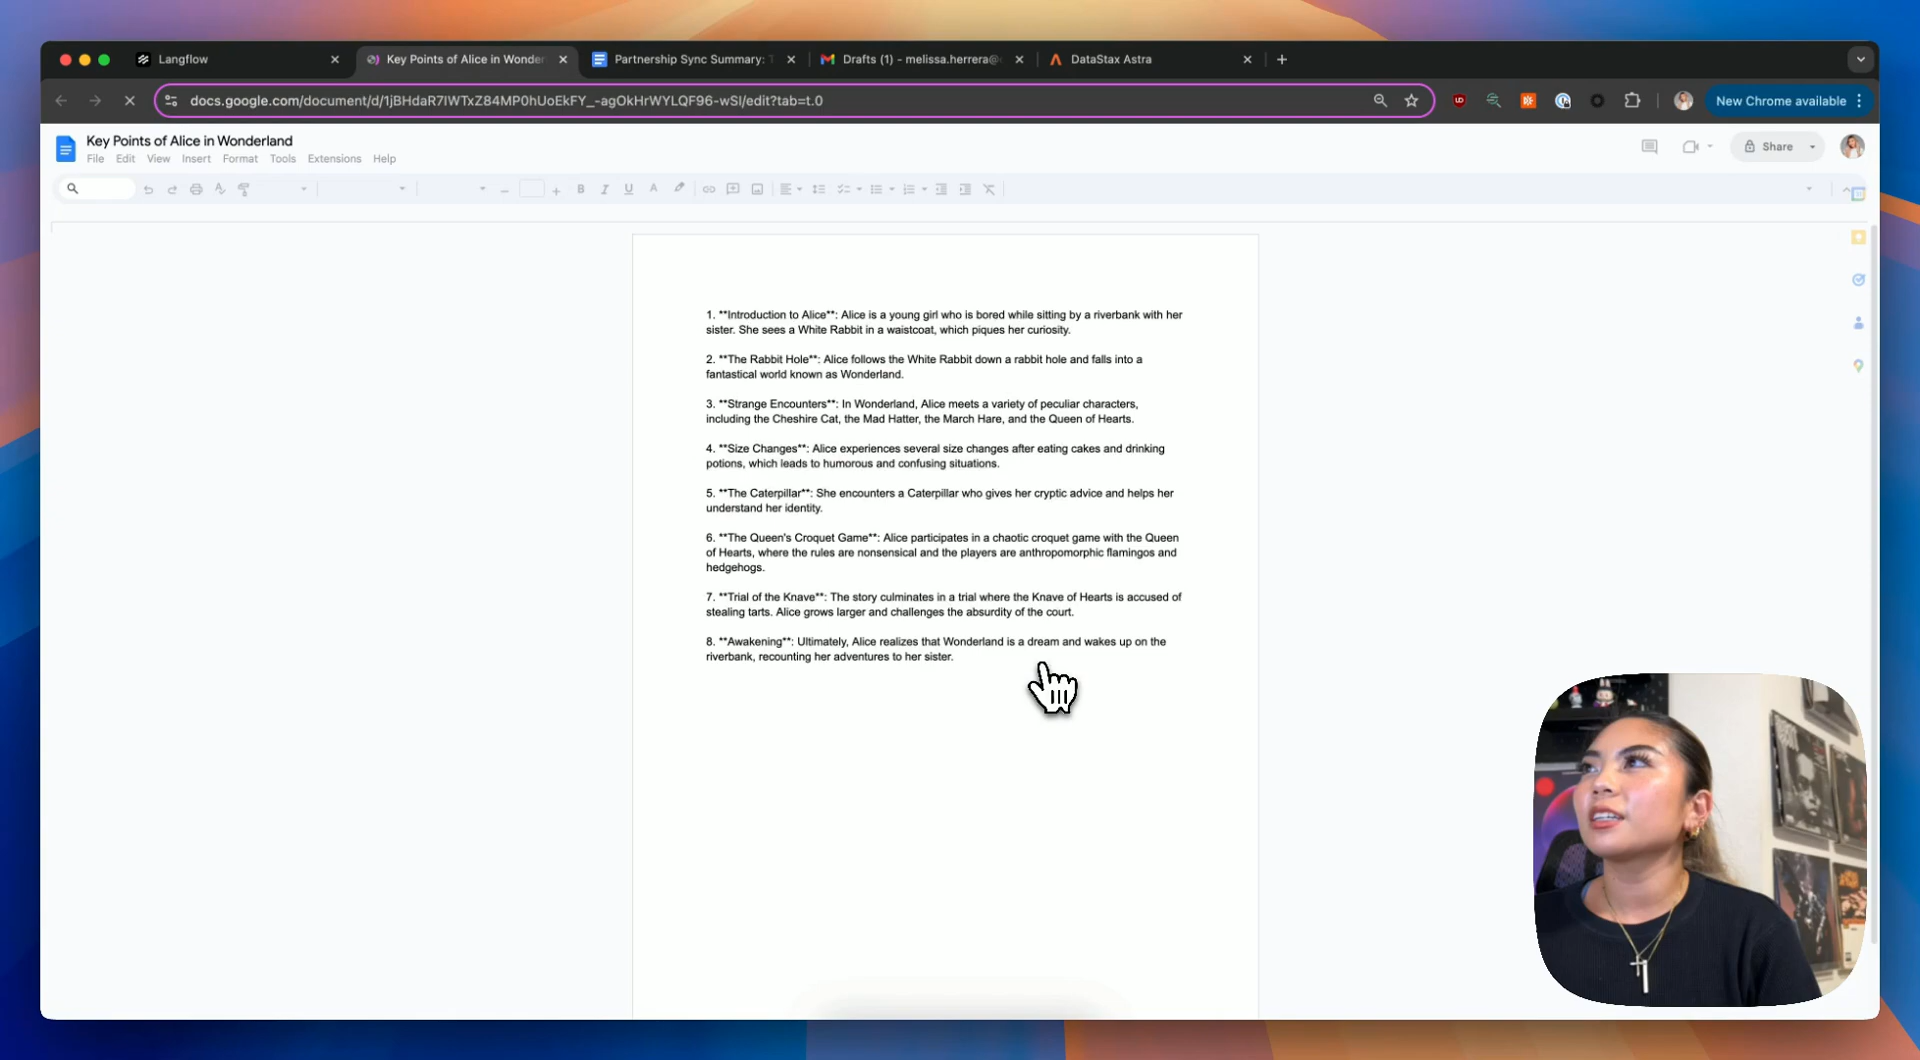 Langflow
Key Points of Alice in Wonder
Partnership Sync Summary: T
Drafts (1) - melissa.herrera@
DataStax Astra
docs.google.com/document/d/1jBHdaR7IWTxZ84MP0hUoEkFY_-agOkHrWYLQF96-wSI/edit?tab=t.0
New Chrome available
Key Points of Alice in Wonderland
File Edit View Insert Format Tools Extensions Help
Share
1. **Introduction to Alice**: Alice is a young girl who is bored while sitting by a riverbank with her
sister. She sees a White Rabbit in a waistcoat, which piques her curiosity.
2. **The Rabbit Hole**: Alice follows the White Rabbit down a rabbit hole and falls into a
fantastical world known as Wonderland.
3. **Strange Encounters**: In Wonderland, Alice meets a variety of peculiar characters,
including the Cheshire Cat, the Mad Hatter, the March Hare, and the Queen of Hearts.
4. **Size Changes**: Alice experiences several size changes after eating cakes and drinking
potions, which leads to humorous and confusing situations.
5. **The Caterpillar**: She encounters a Caterpillar who gives her cryptic advice and helps her
understand her identity.
6. **The Queen's Croquet Game**: Alice participates in a chaotic croquet game with the Queen
of Hearts, where the rules are nonsensical and the players are anthropomorphic flamingos and
hedgehogs.
7. **Trial of the Knave**: The story culminates in a trial where the Knave of Hearts is accused of
stealing tarts. Alice grows larger and challenges the absurdity of the court.
8. **Awakening**: Ultimately, Alice realizes that Wonderland is a dream and wakes up on the
riverbank, recounting her adventures to her sister.